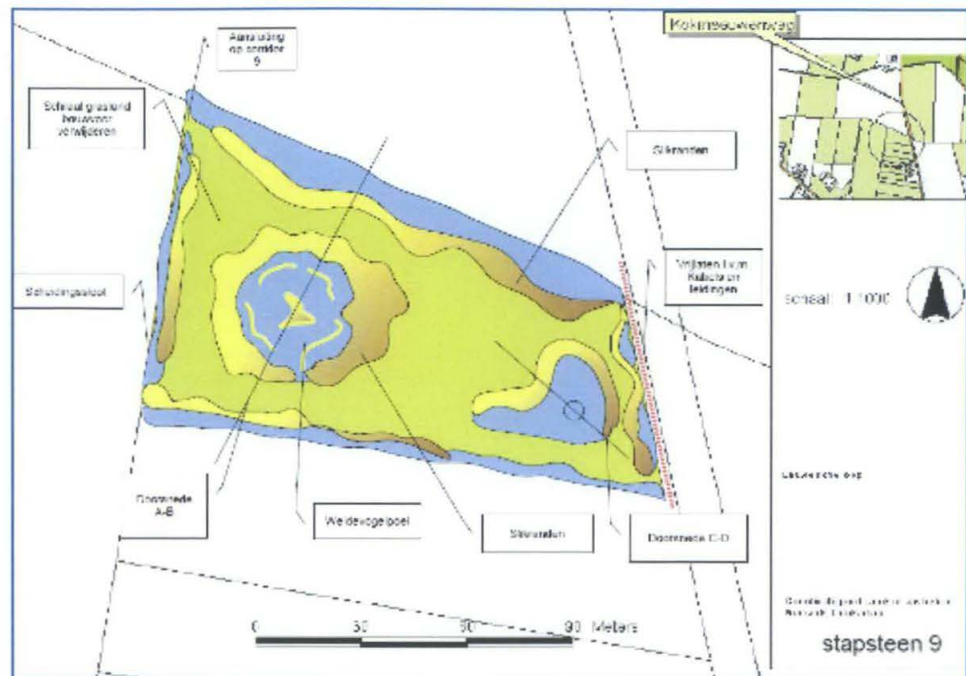 Kokmeeuwenweg
Aansluiting
op corridor
9
Schraal grasland
bouwvoor
verwijderen
Slikranden
Vrijlaten i.v.m
Kabels en
leidingen
schaal: 1:1000
Scheidingssloot
Doorsnede
A-B
Weidevogelpoel
Slikranden
Doorsnede C-D
0 30 60 90 Meters
stapsteen 9